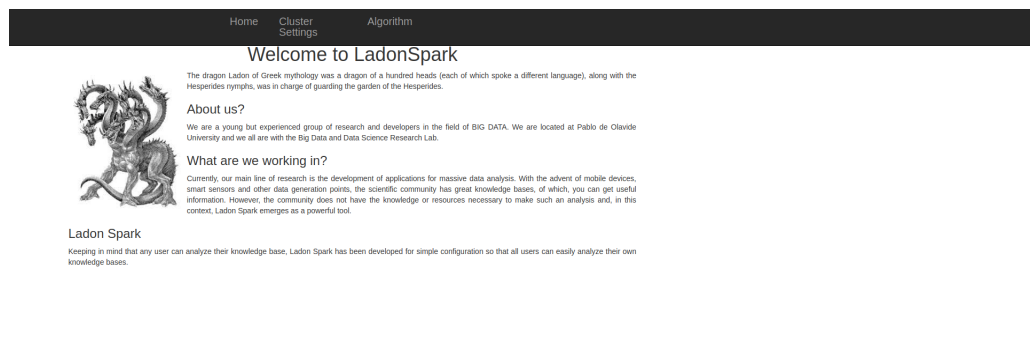 Home
Cluster
Settings
Algorithm
Welcome to LadonSpark
The dragon Ladon of Greek mythology was a dragon of a hundred heads (each of which spoke a different language), along with the
Hesperides nymphs, was in charge of guarding the garden of the Hesperides.
About us?
We are a young but experienced group of research and developers in the field of BIG DATA. We are located at Pablo de Olavide
University and we all are with the Big Data and Data Science Research Lab.
What are we working in?
Currently, our main line of research is the development of applications for massive data analysis. With the advent of mobile devices,
smart sensors and other data generation points, the scientific community has great knowledge bases, of which, you can get useful
information. However, the community does not have the knowledge or resources necessary to make such an analysis and, in this
context, Ladon Spark emerges as a powerful tool.
Ladon Spark
Keeping in mind that any user can analyze their knowledge base, Ladon Spark has been developed for simple configuration so that all users can easily analyze their own
knowledge bases.